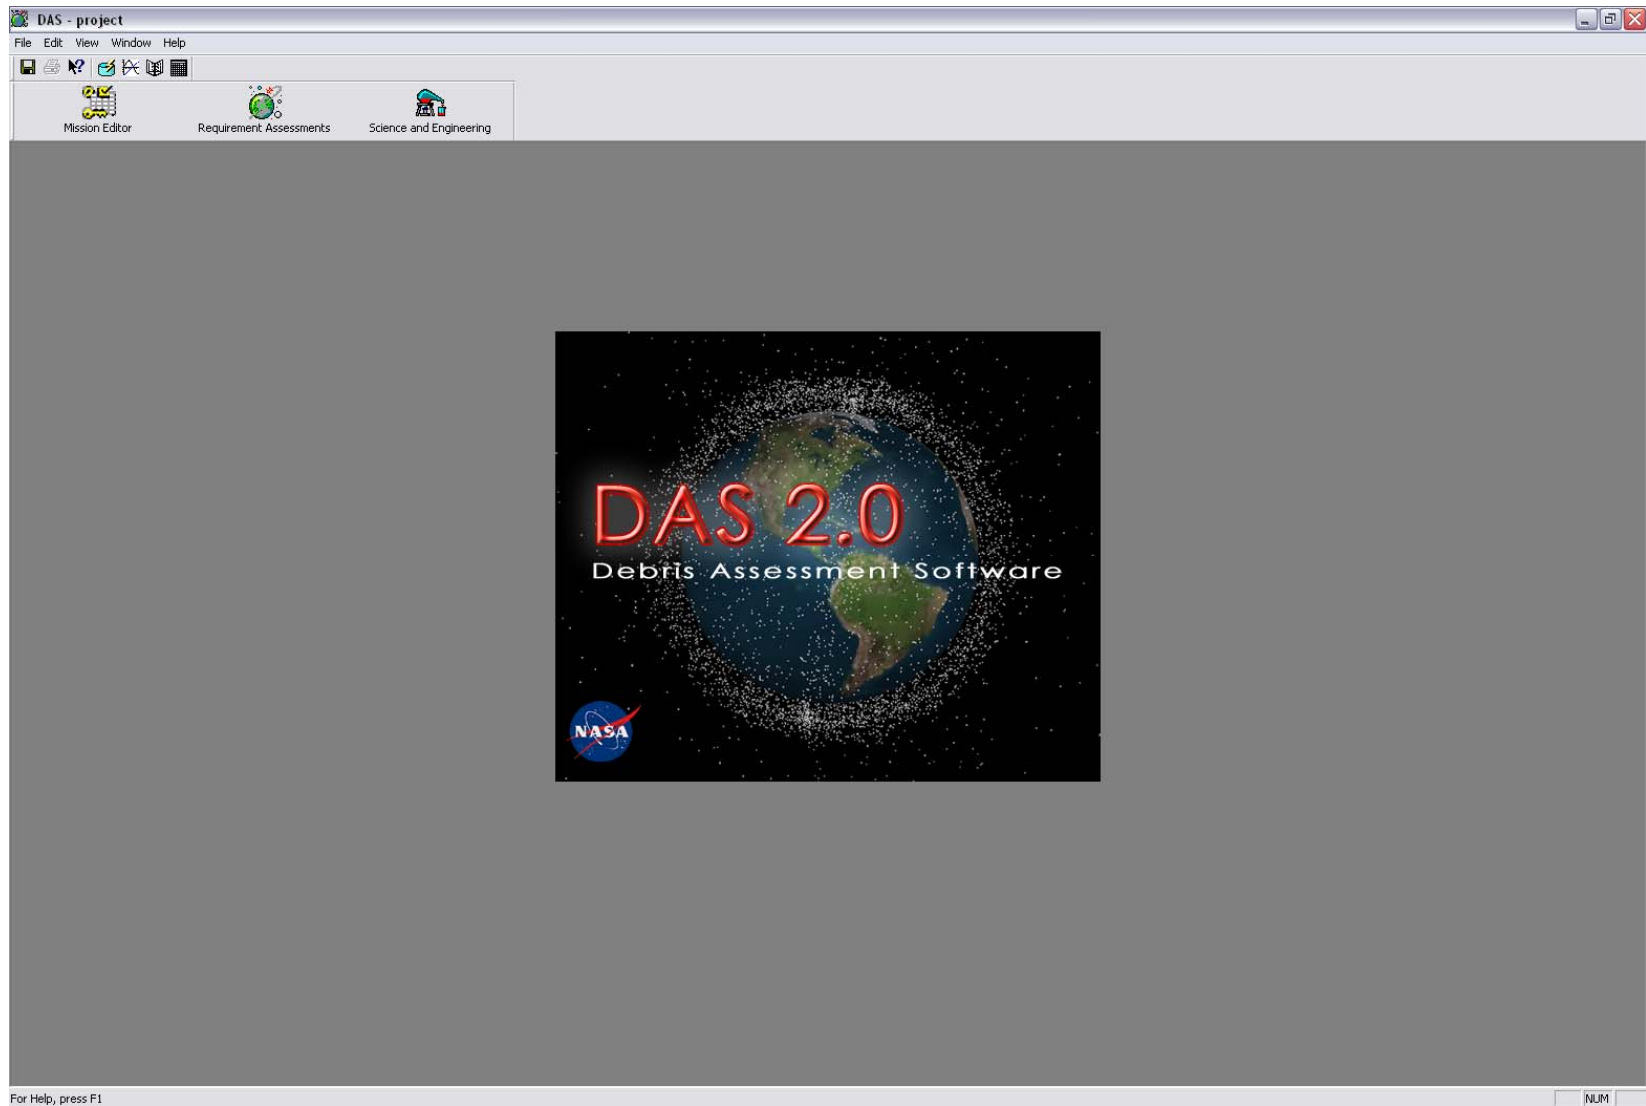 DAS - project
File Edit View Window Help
Mission Editor Requirement Assessments Science and Engineering
DAS 2.0
Debris Assessment Software
NASA
For Help, press F1 NUM